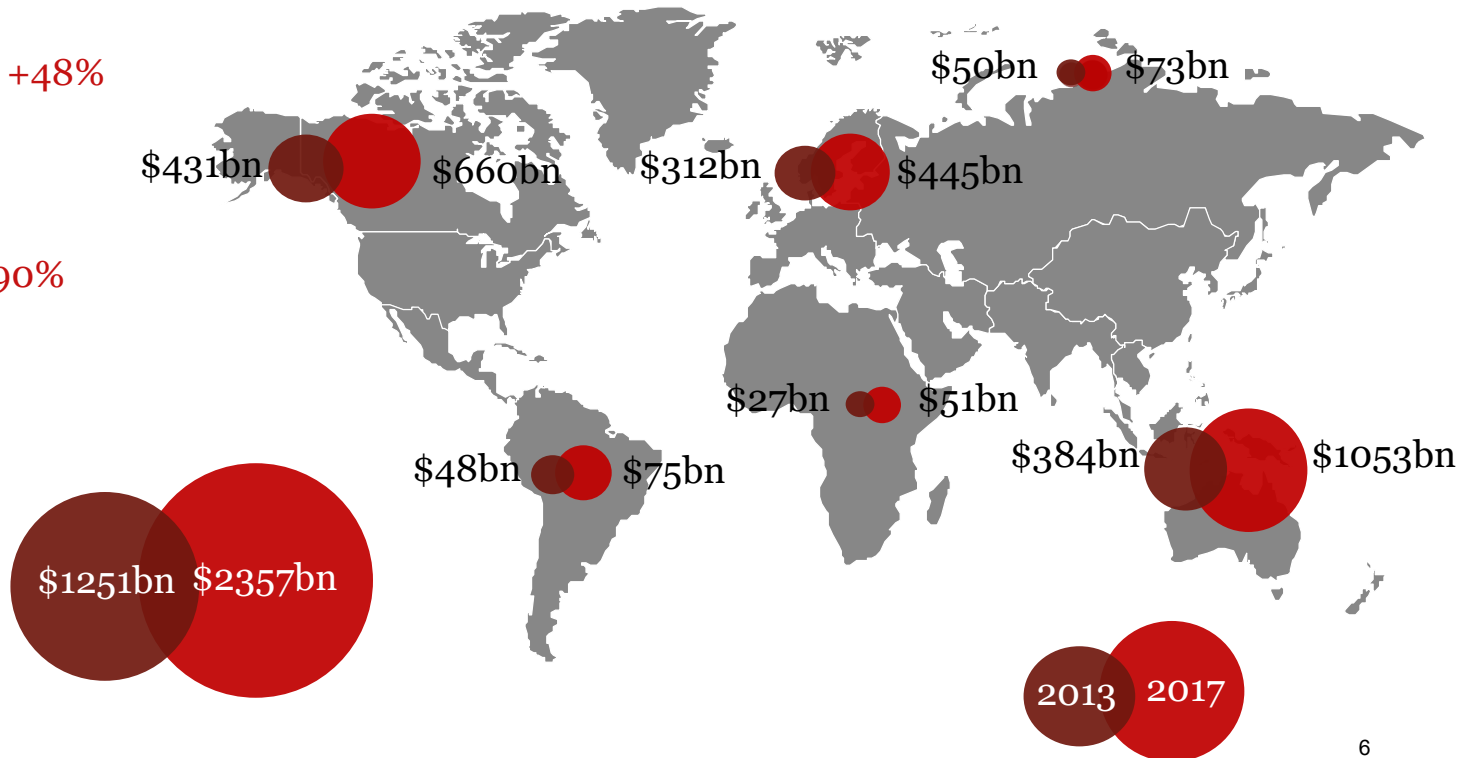 +48%
$50bn $73bn
$431bn $660bn
$312bn $445bn
90%
$27bn $51bn
$384bn $1053bn
$48bn $75bn
$1251bn $2357bn
2013 2017
6